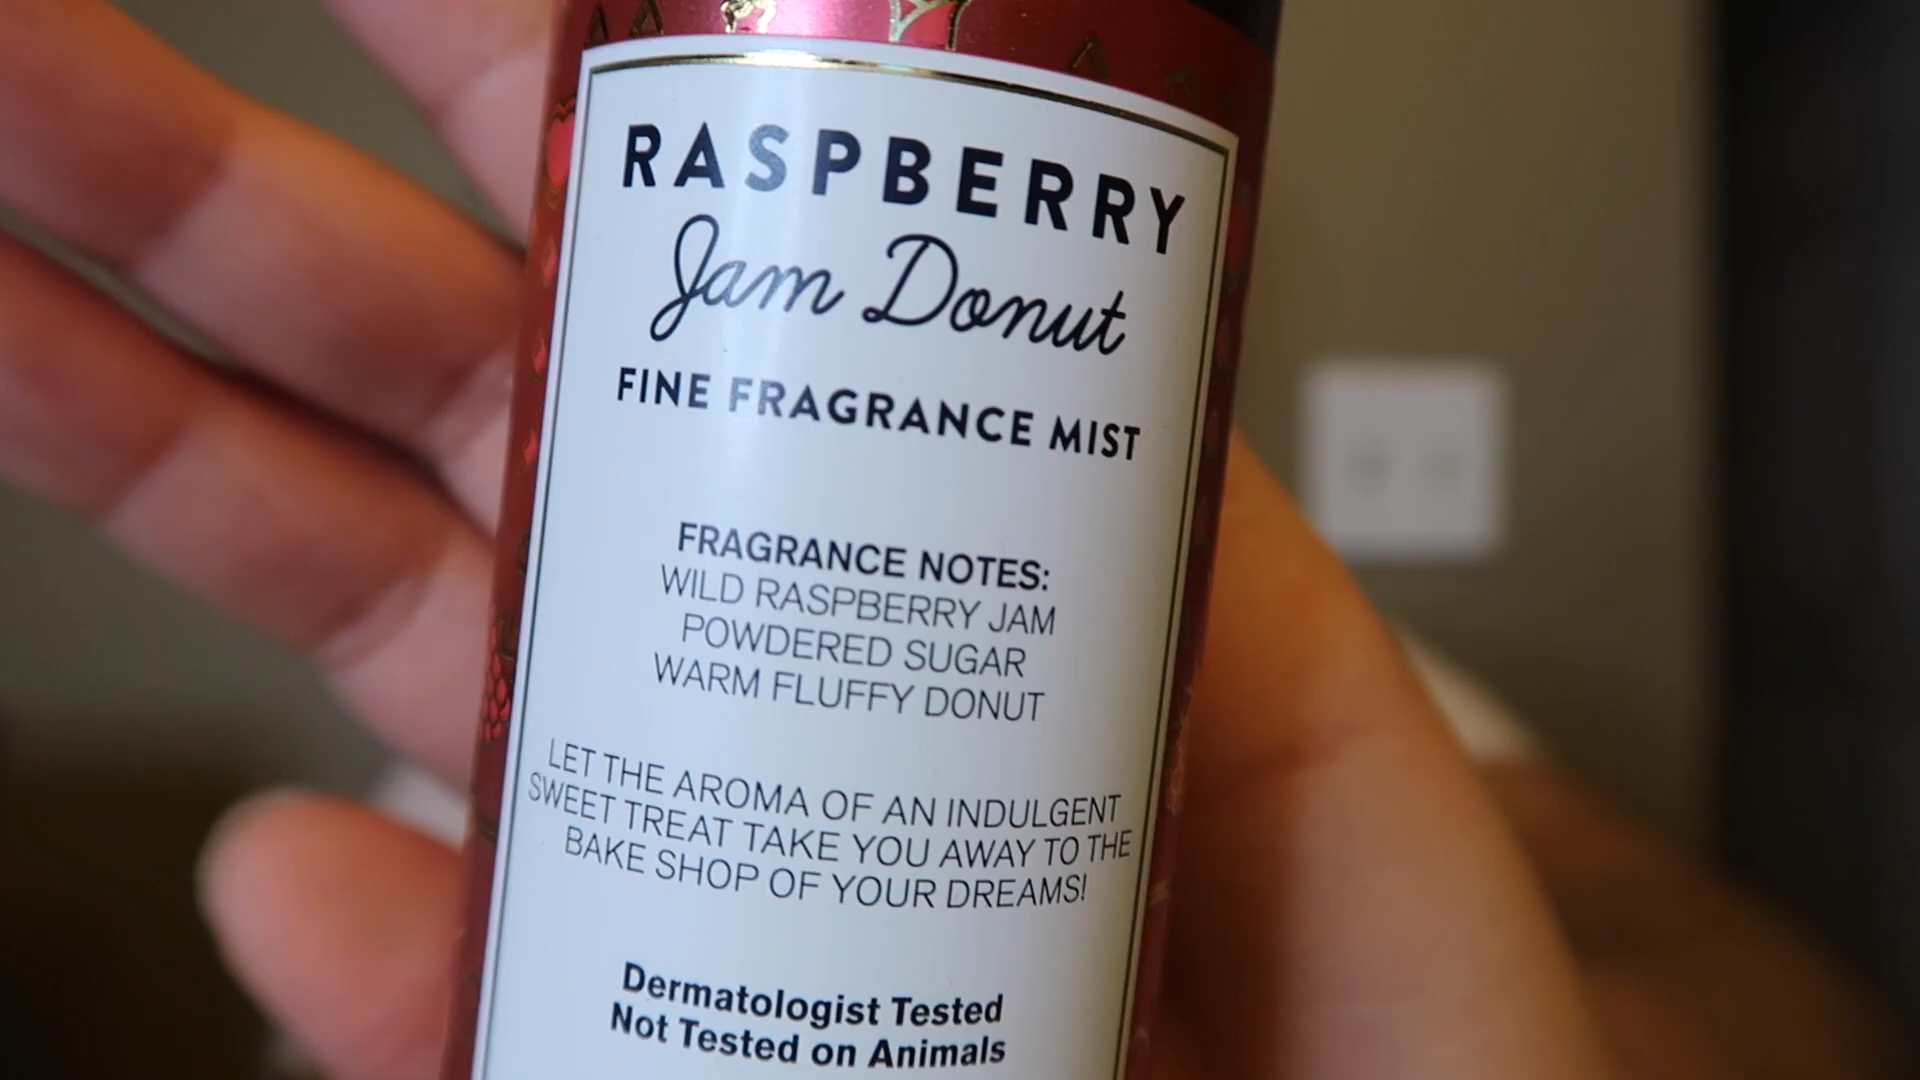 RASPBERRY
Jam Donut
FINE FRAGRANCE MIST
FRAGRANCE NOTES:
WILD RASPBERRY JAM
POWDERED SUGAR
WARM FLUFFY DONUT
LET THE AROMA OF AN INDULGENT
SWEET TREAT TAKE YOU AWAY TO THE
BAKE SHOP OF YOUR DREAMS!
Dermatologist Tested
Not Tested on Animals